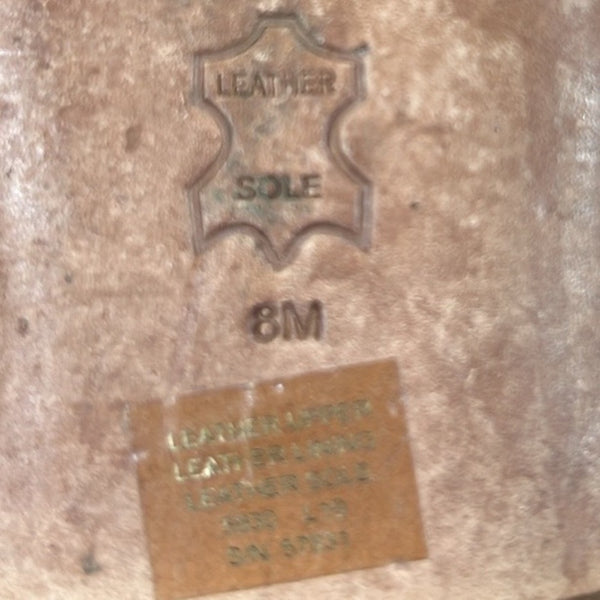 LEATHER
SOLE
8M
LEATHER UPPER
LEATHER LINING
LEATHER SOLE
S/N